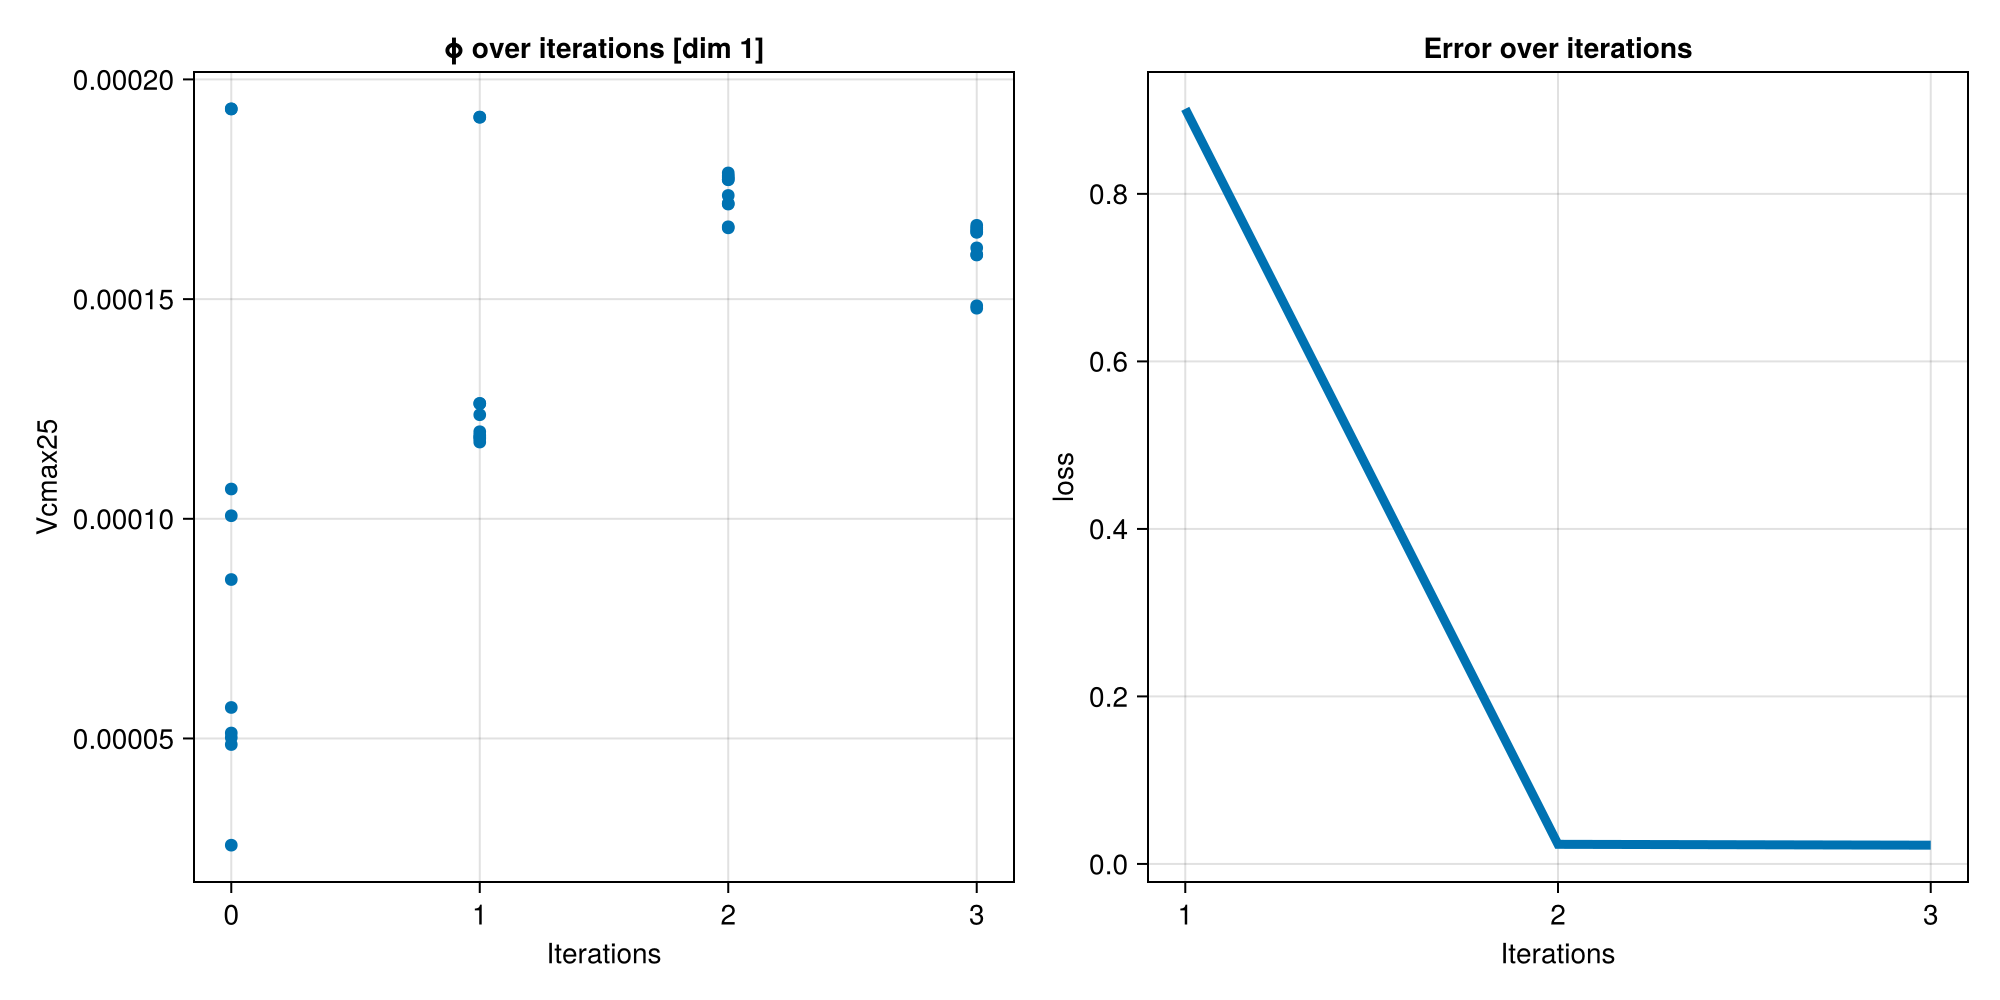 ϕ over iterations [dim 1]
0.00020
0.00015
0.00010
0.00005
Vcmax25
0
1
2
3
Iterations
Error over iterations
0.8
0.6
0.4
0.2
0.0
loss
1
2
3
Iterations